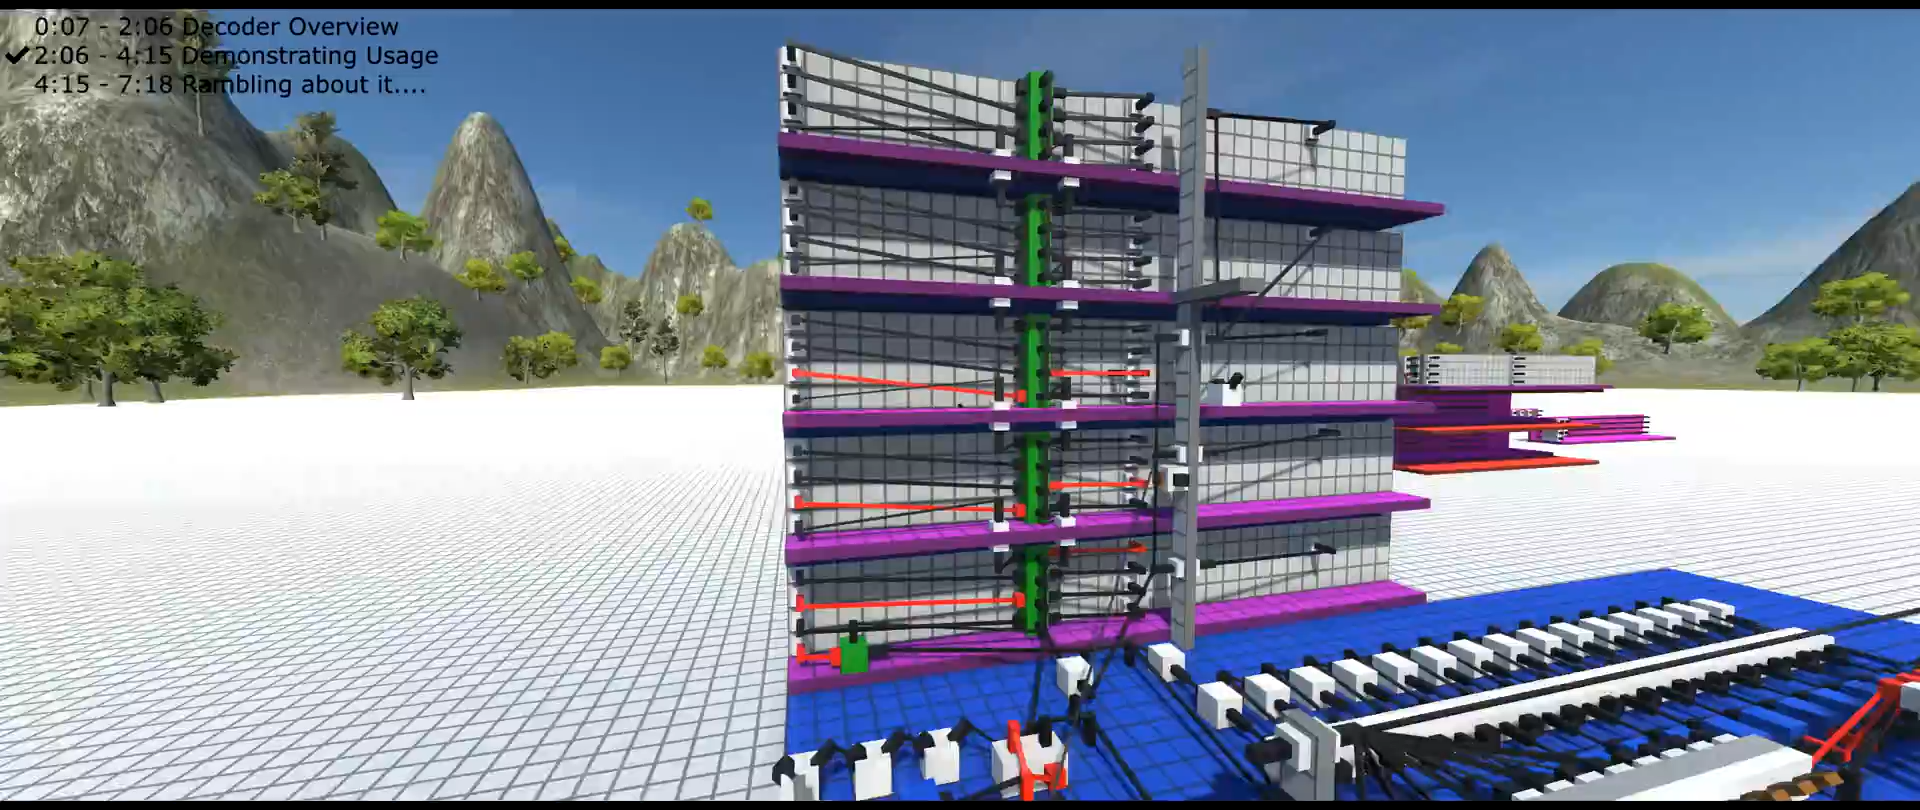 0:07 - 2:06 Decoder Overview
2:06 - 4:15 Demonstrating Usage
4:15 - 7:18 Rambling about it....